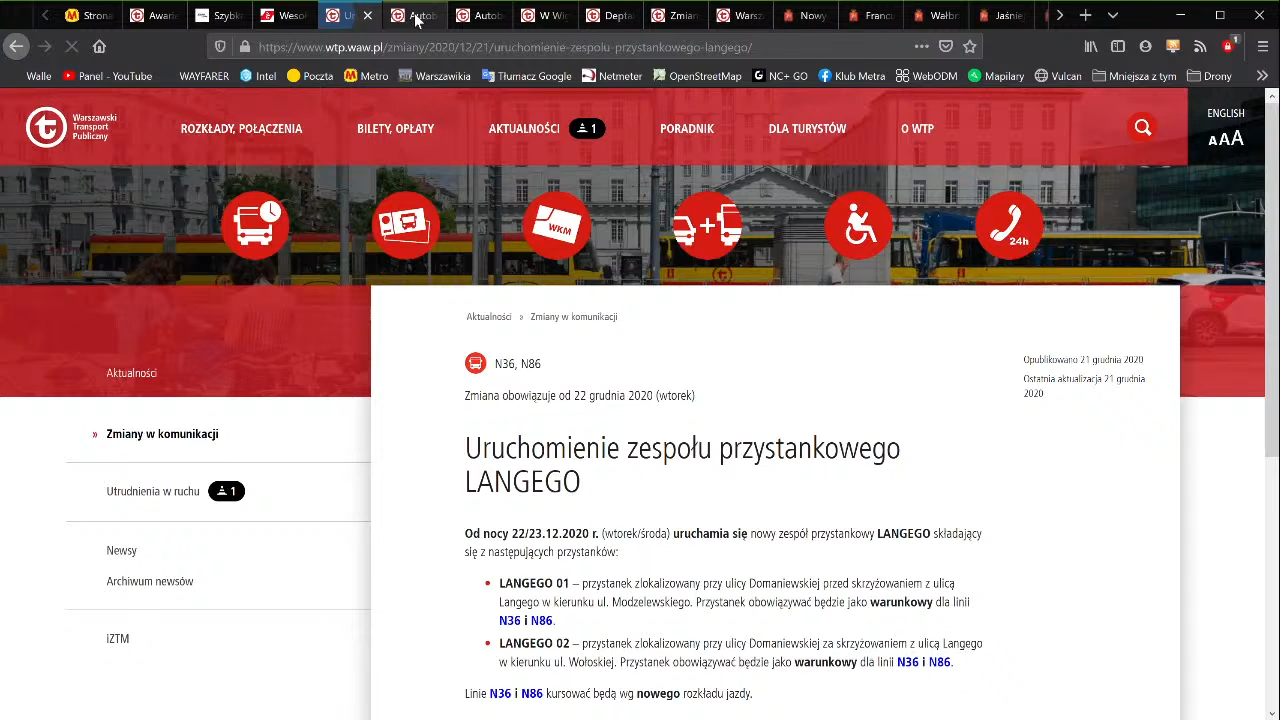 Strona
Awarie
Szybk
Wesoł
Ur
Autob
Autob
W Wi
Depta
Zmian
Warsz
Nowy
Francu
Wałbr
Jaśniej
https://www.wtp.waw.pl/zmiany/2020/12/21/uruchomienie-zespolu-przystankowego-langego/
1
Walle
Panel - YouTube
WAYFARER
Intel
Poczta
Metro
Warszawikia
Tłumacz Google
Netmeter
OpenStreetMap
NC+ GO
Klub Metra
WebODM
Mapilary
Vulcan
Mniejsza z tym
Drony
Warszawski
Transport
Publiczny
ROZKŁADY, POŁĄCZENIA
BILETY, OPŁATY
AKTUALNOŚCI 1
PORADNIK
DLA TURYSTÓW
O WTP
ENGLISH
AAA
WKM
24h
Aktualności » Zmiany w komunikacji
N36, N86
Opublikowano 21 grudnia 2020
Ostatnia aktualizacja 21 grudnia
2020
Aktualności
Zmiana obowiązuje od 22 grudnia 2020 (wtorek)
» Zmiany w komunikacji
Utrudnienia w ruchu 1
Newsy
Archiwum newsów
iZTM
Uruchomienie zespołu przystankowego
LANGEGO
Od nocy 22/23.12.2020 r. (wtorek/środa) uruchamia się nowy zespół przystankowy LANGEGO składający
się z następujących przystanków:
• LANGEGO 01 – przystanek zlokalizowany przy ulicy Domaniewskiej przed skrzyżowaniem z ulicą
Langego w kierunku ul. Modzelewskiego. Przystanek obowiązywać będzie jako warunkowy dla linii
N36 i N86.
• LANGEGO 02 – przystanek zlokalizowany przy ulicy Domaniewskiej za skrzyżowaniem z ulicą Langego
w kierunku ul. Wołoskiej. Przystanek obowiązywać będzie jako warunkowy dla linii N36 i N86.
Linie N36 i N86 kursować będą wg nowego rozkładu jazdy.